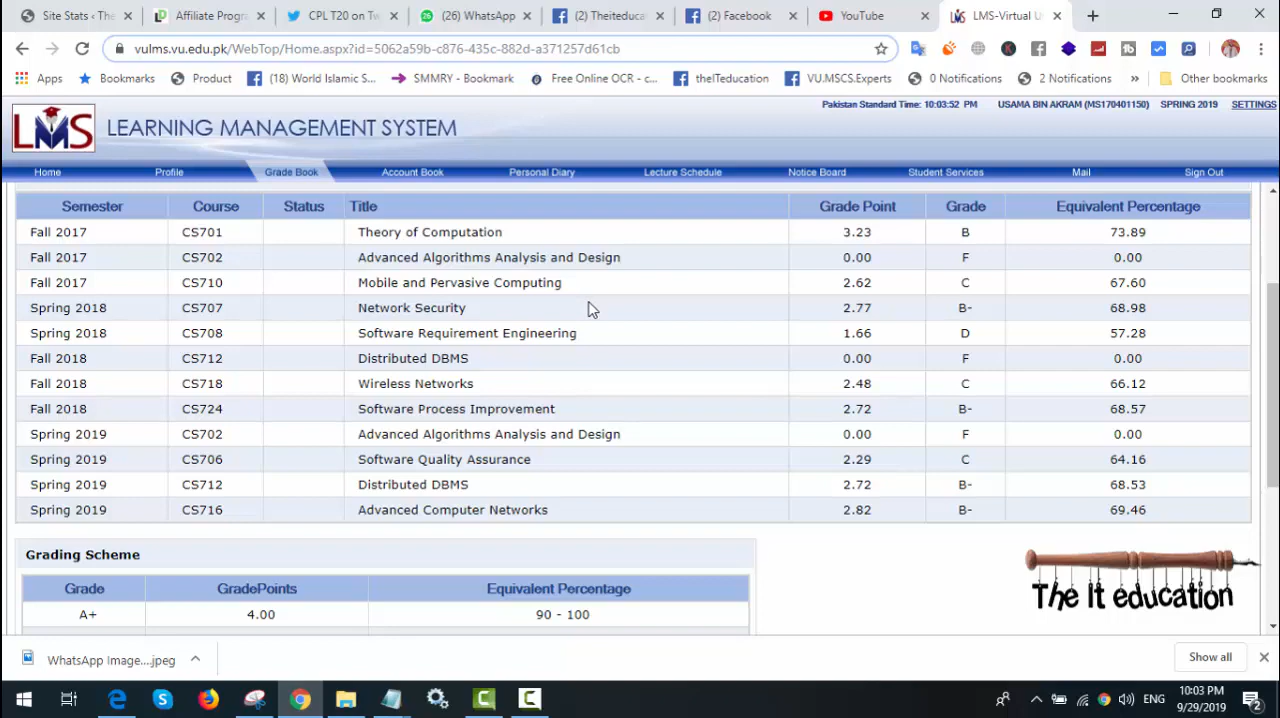 Site Stats ‹ The
Affiliate Progra
CPL T20 on Tw
(26) WhatsApp
(2) Theiteduca
(2) Facebook
YouTube
LMS-Virtual U
vulms.vu.edu.pk/WebTop/Home.aspx?id=5062a59b-c876-435c-882d-a371257d61cb
Apps Bookmarks Product (18) World Islamic S... SMMRY - Bookmark Free Online OCR - c... theITeducation VU.MSCS.Experts 0 Notifications 2 Notifications » Other bookmarks
Pakistan Standard Time: 10:03:52 PM USAMA BIN AKRAM (MS170401150) SPRING 2019 SETTINGS
LMS LEARNING MANAGEMENT SYSTEM
Home Profile Grade Book Account Book Personal Diary Lecture Schedule Notice Board Student Services Mail Sign Out
Semester Course Status Title Grade Point Grade Equivalent Percentage
Fall 2017 CS701 Theory of Computation 3.23 B 73.89
Fall 2017 CS702 Advanced Algorithms Analysis and Design 0.00 F 0.00
Fall 2017 CS710 Mobile and Pervasive Computing 2.62 C 67.60
Spring 2018 CS707 Network Security 2.77 B- 68.98
Spring 2018 CS708 Software Requirement Engineering 1.66 D 57.28
Fall 2018 CS712 Distributed DBMS 0.00 F 0.00
Fall 2018 CS718 Wireless Networks 2.48 C 66.12
Fall 2018 CS724 Software Process Improvement 2.72 B- 68.57
Spring 2019 CS702 Advanced Algorithms Analysis and Design 0.00 F 0.00
Spring 2019 CS706 Software Quality Assurance 2.29 C 64.16
Spring 2019 CS712 Distributed DBMS 2.72 B- 68.53
Spring 2019 CS716 Advanced Computer Networks 2.82 B- 69.46
Grading Scheme
Grade GradePoints Equivalent Percentage
A+ 4.00 90 - 100
The It education
WhatsApp Image....jpeg
Show all
ENG
10:03 PM
9/29/2019
2